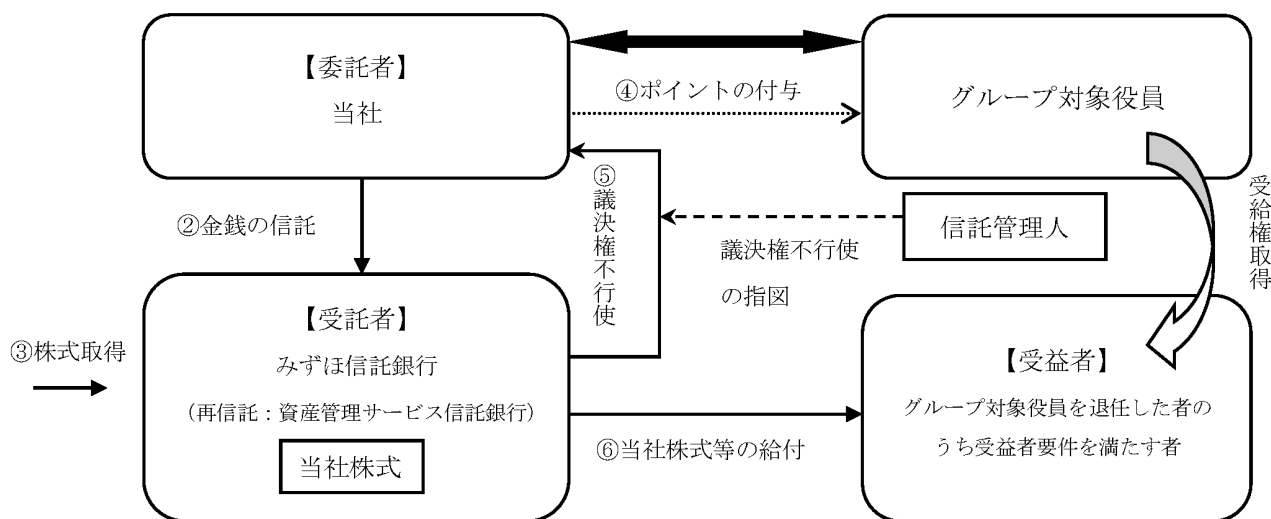 【委託者】
当社
④ポイントの付与
グループ対象役員
②金銭の信託
⑤議決権不行使
議決権不行使
の指図
信託管理人
受給権取得
③株式取得
【受託者】
みずほ信託銀行
（再信託：資産管理サービス信託銀行）
当社株式
⑥当社株式等の給付
【受益者】
グループ対象役員を退任した者の
うち受益者要件を満たす者